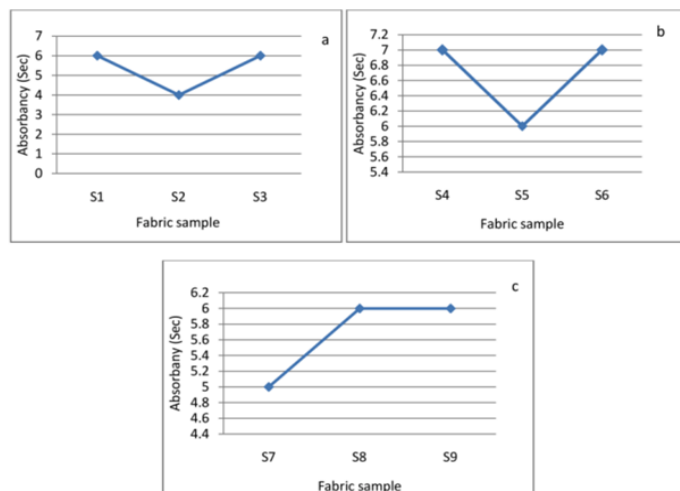 a
7
6
5
4
3
2
1
0
Absorbancy (Sec)
S1 S2 S3
Fabric sample
b
7.2
7
6.8
6.6
6.4
6.2
6
5.8
5.6
5.4
Absorbancy (Sec)
S4 S5 S6
Fabric sample
c
6.2
6
5.8
5.6
5.4
5.2
5
4.8
4.6
4.4
Absorbany (Sec)
S7 S8 S9
Fabric sample